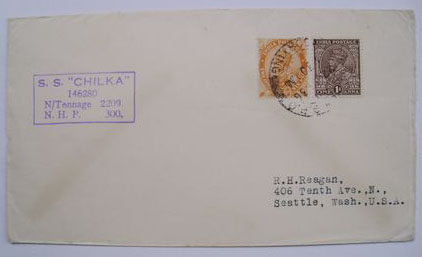 S. S. "CHILKA"
146280
N/Tonnage 2209
N. H. P. 300.
INDIA POSTAGE
R.H.Reagan,
406 Tenth Ave.,N.,
Seattle, Wash.,U.S.A.